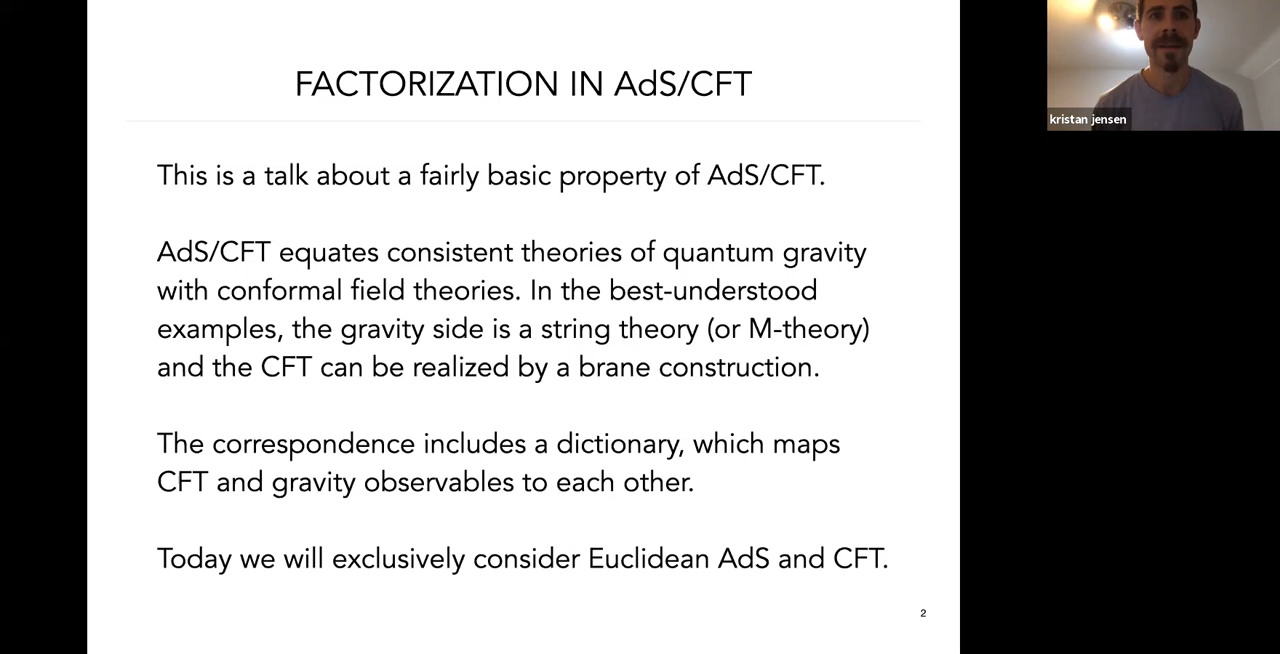 FACTORIZATION IN AdS/CFT
This is a talk about a fairly basic property of AdS/CFT.
AdS/CFT equates consistent theories of quantum gravity
with conformal field theories. In the best-understood
examples, the gravity side is a string theory (or M-theory)
and the CFT can be realized by a brane construction.
The correspondence includes a dictionary, which maps
CFT and gravity observables to each other.
Today we will exclusively consider Euclidean AdS and CFT.
2
kristan jensen